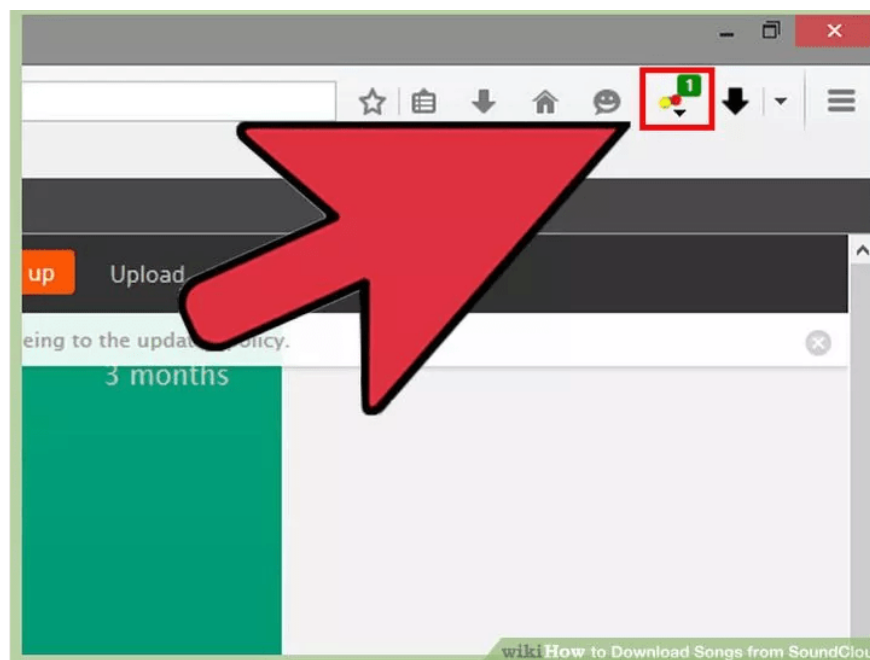 1
up Upload
eing to the updat policy.
3 months
wikiHow to Download Songs from SoundClou